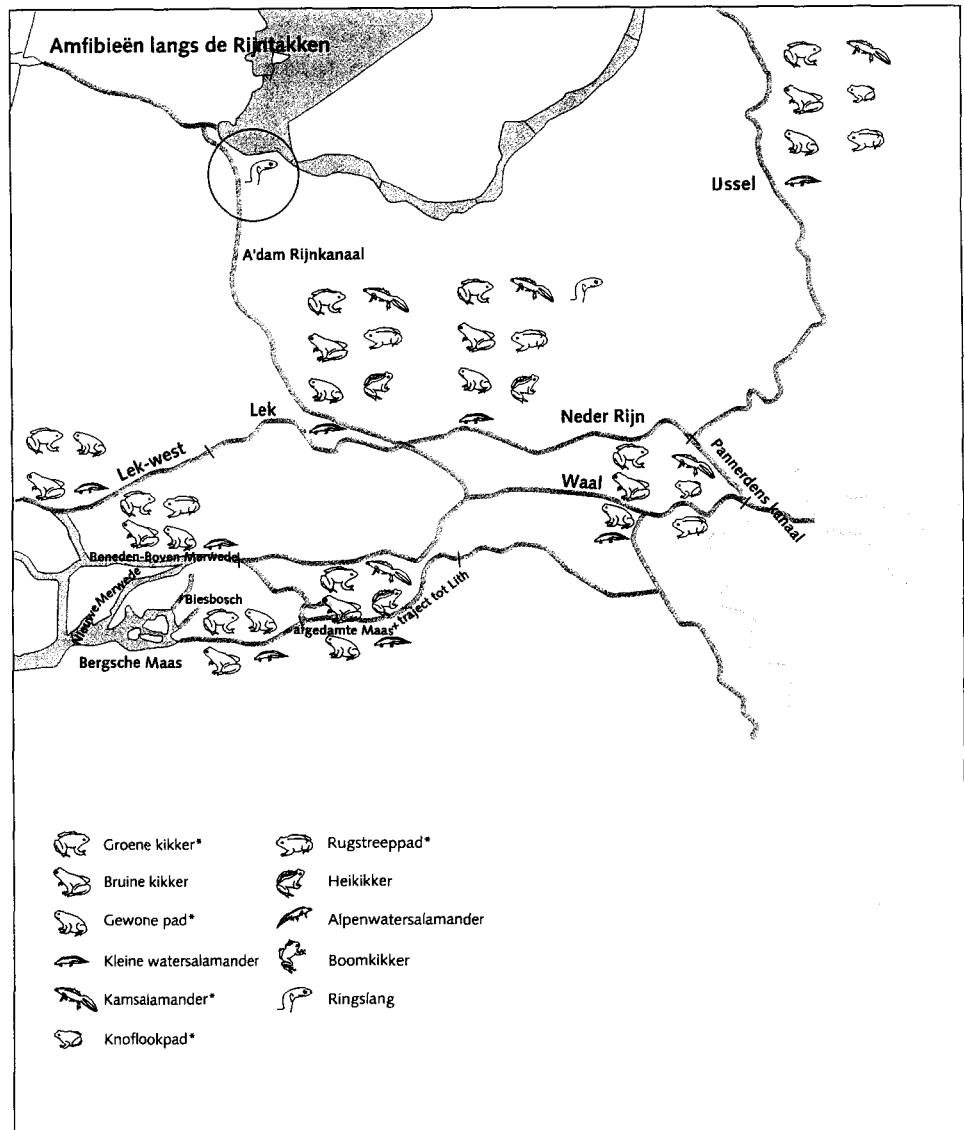 Amfibieën langs de Rijntakken
IJssel
A'dam Rijnkanaal
Lek
Neder Rijn
Lek-west
Waal
Pannerdens kanaal
Beneden-Boven Merwede
Nieuwe Merwede
Biesbosch
afgedamte Maas + traject tot Lith
Bergsche Maas
Groene kikker*
Rugstreeppad*
Bruine kikker
Heikikker
Gewone pad*
Alpenwatersalamander
Kleine watersalamander
Boomkikker
Kamsalamander*
Ringslang
Knoflookpad*